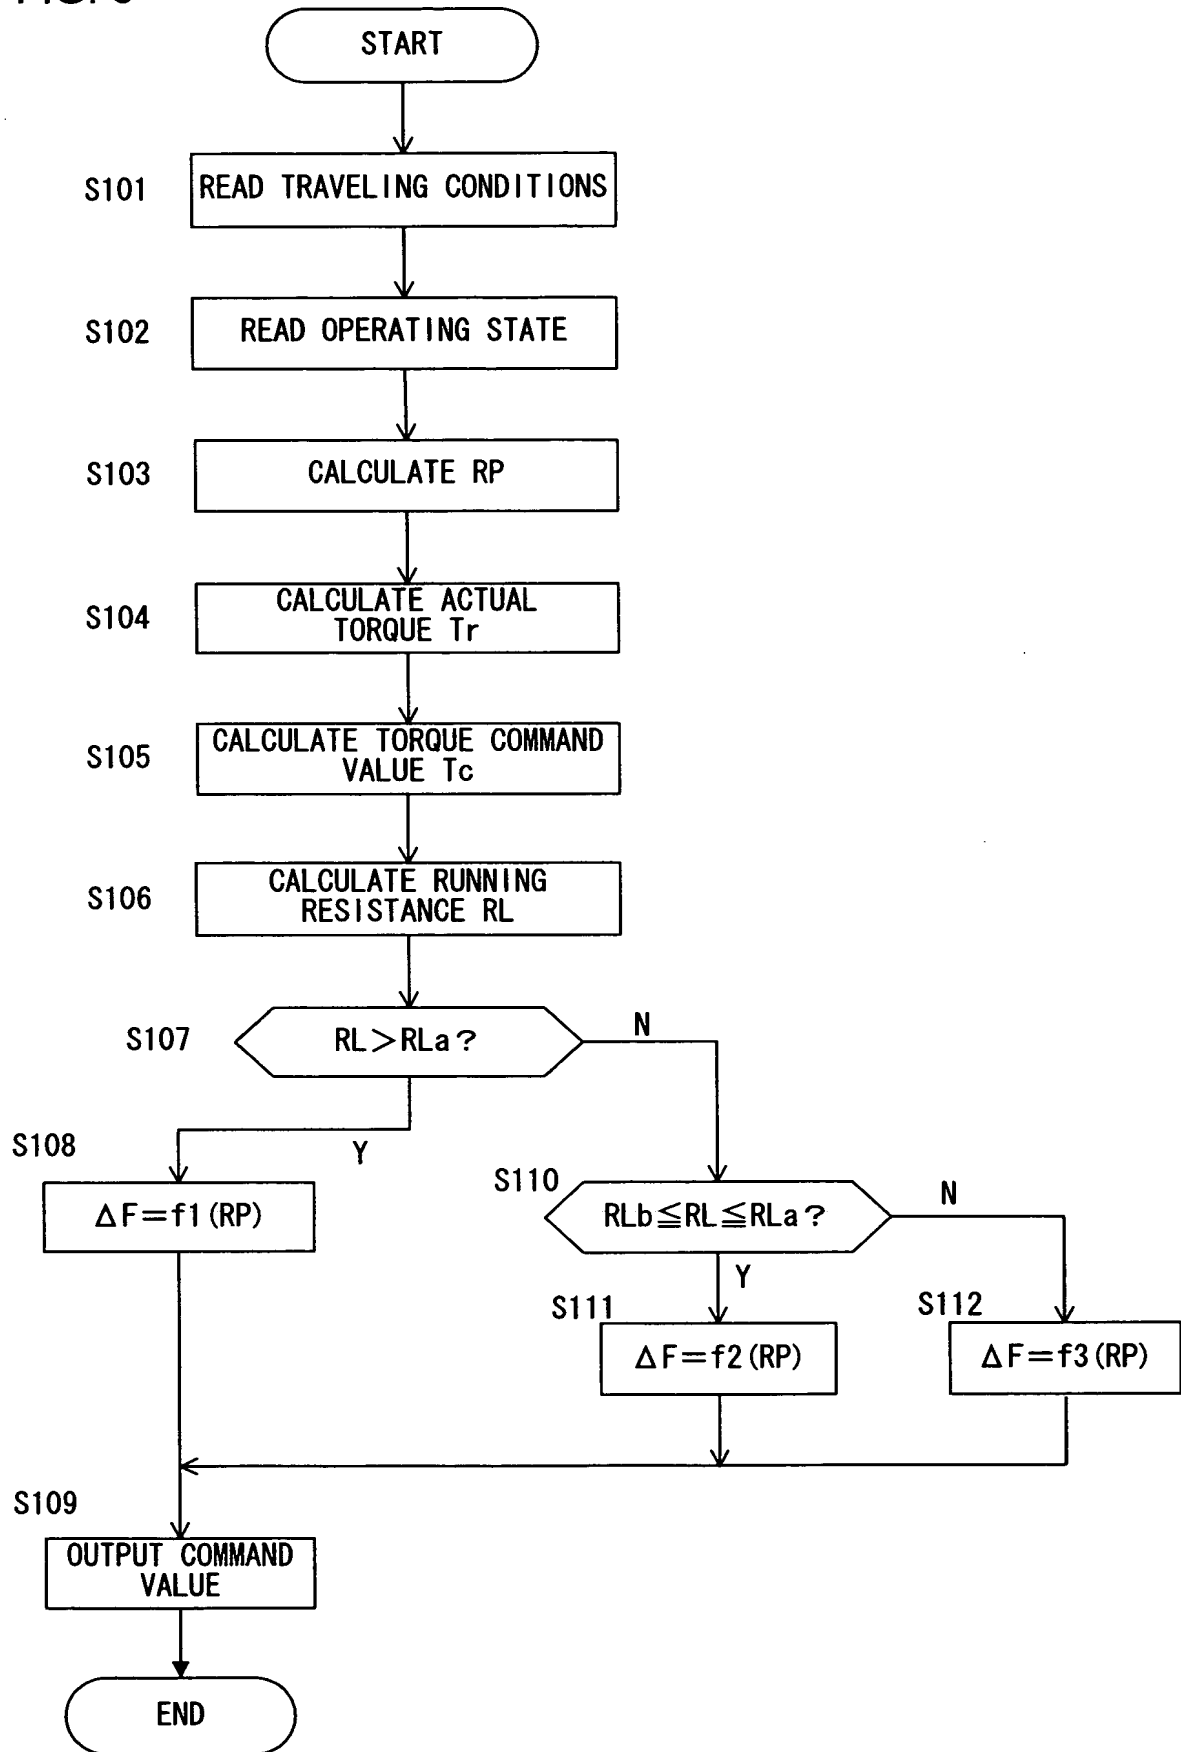 START
S101
READ TRAVELING CONDITIONS
S102
READ OPERATING STATE
S103
CALCULATE RP
S104
CALCULATE ACTUAL
TORQUE Tr
S105
CALCULATE TORQUE COMMAND
VALUE Tc
S106
CALCULATE RUNNING
RESISTANCE RL
S107
RL>RLa?
N
Y
S108
ΔF=f1(RP)
S110
RLb≦RL≦RLa?
N
Y
S111
ΔF=f2(RP)
S112
ΔF=f3(RP)
S109
OUTPUT COMMAND
VALUE
END